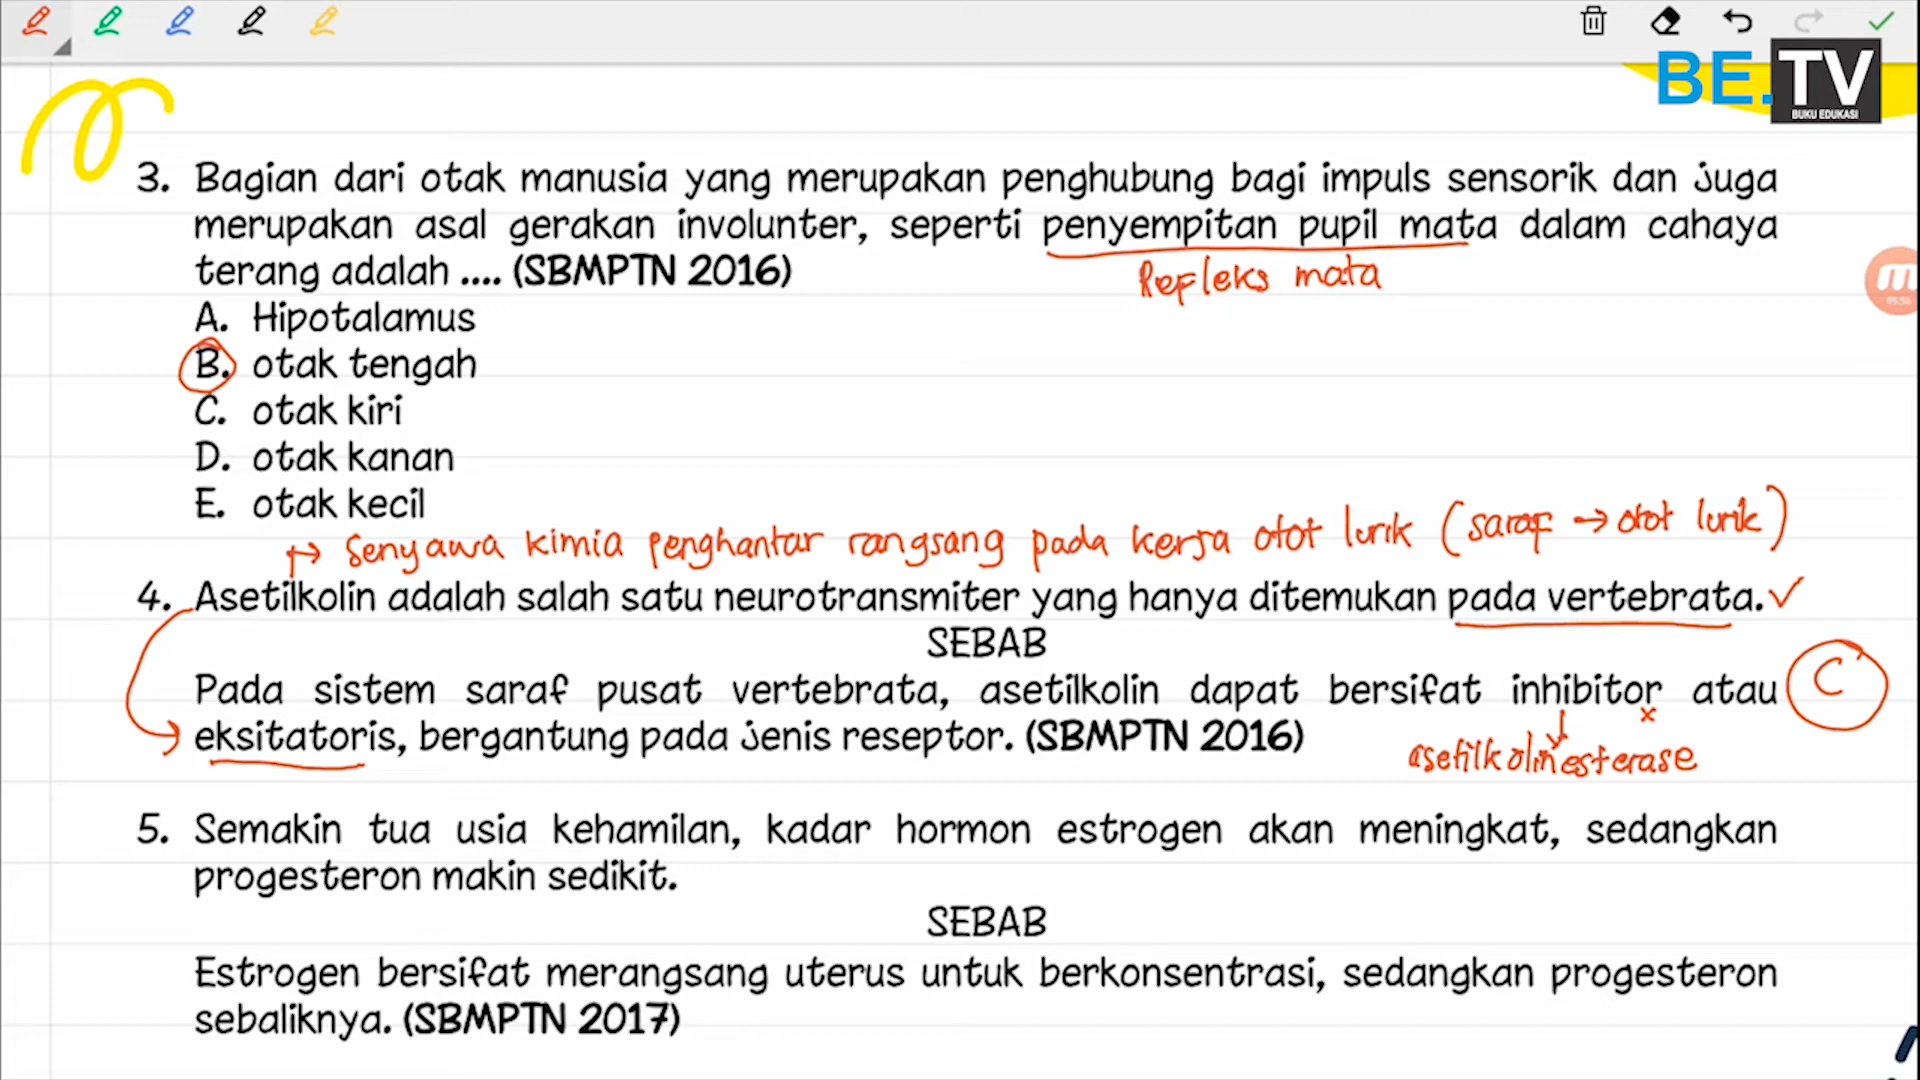 BE.TV
BUKU EDUKASI
3. Bagian dari otak manusia yang merupakan penghubung bagi impuls sensorik dan juga
merupakan asal gerakan involunter, seperti penyempitan pupil mata dalam cahaya
terang adalah .... (SBMPTN 2016)
Refleks mata
A. Hipotalamus
B. otak tengah
C. otak kiri
D. otak kanan
E. otak kecil
↦ Senyawa kimia penghantar rangsang pada kerja otot lurik (saraf → otot lurik)
4. Asetilkolin adalah salah satu neurotransmiter yang hanya ditemukan pada vertebrata. ✓
SEBAB
Pada sistem saraf pusat vertebrata, asetilkolin dapat bersifat inhibitor atau
C
eksitatoris, bergantung pada jenis reseptor. (SBMPTN 2016)
x
asetilkolinesterase
5. Semakin tua usia kehamilan, kadar hormon estrogen akan meningkat, sedangkan
progesteron makin sedikit.
SEBAB
Estrogen bersifat merangsang uterus untuk berkonsentrasi, sedangkan progesteron
sebaliknya. (SBMPTN 2017)